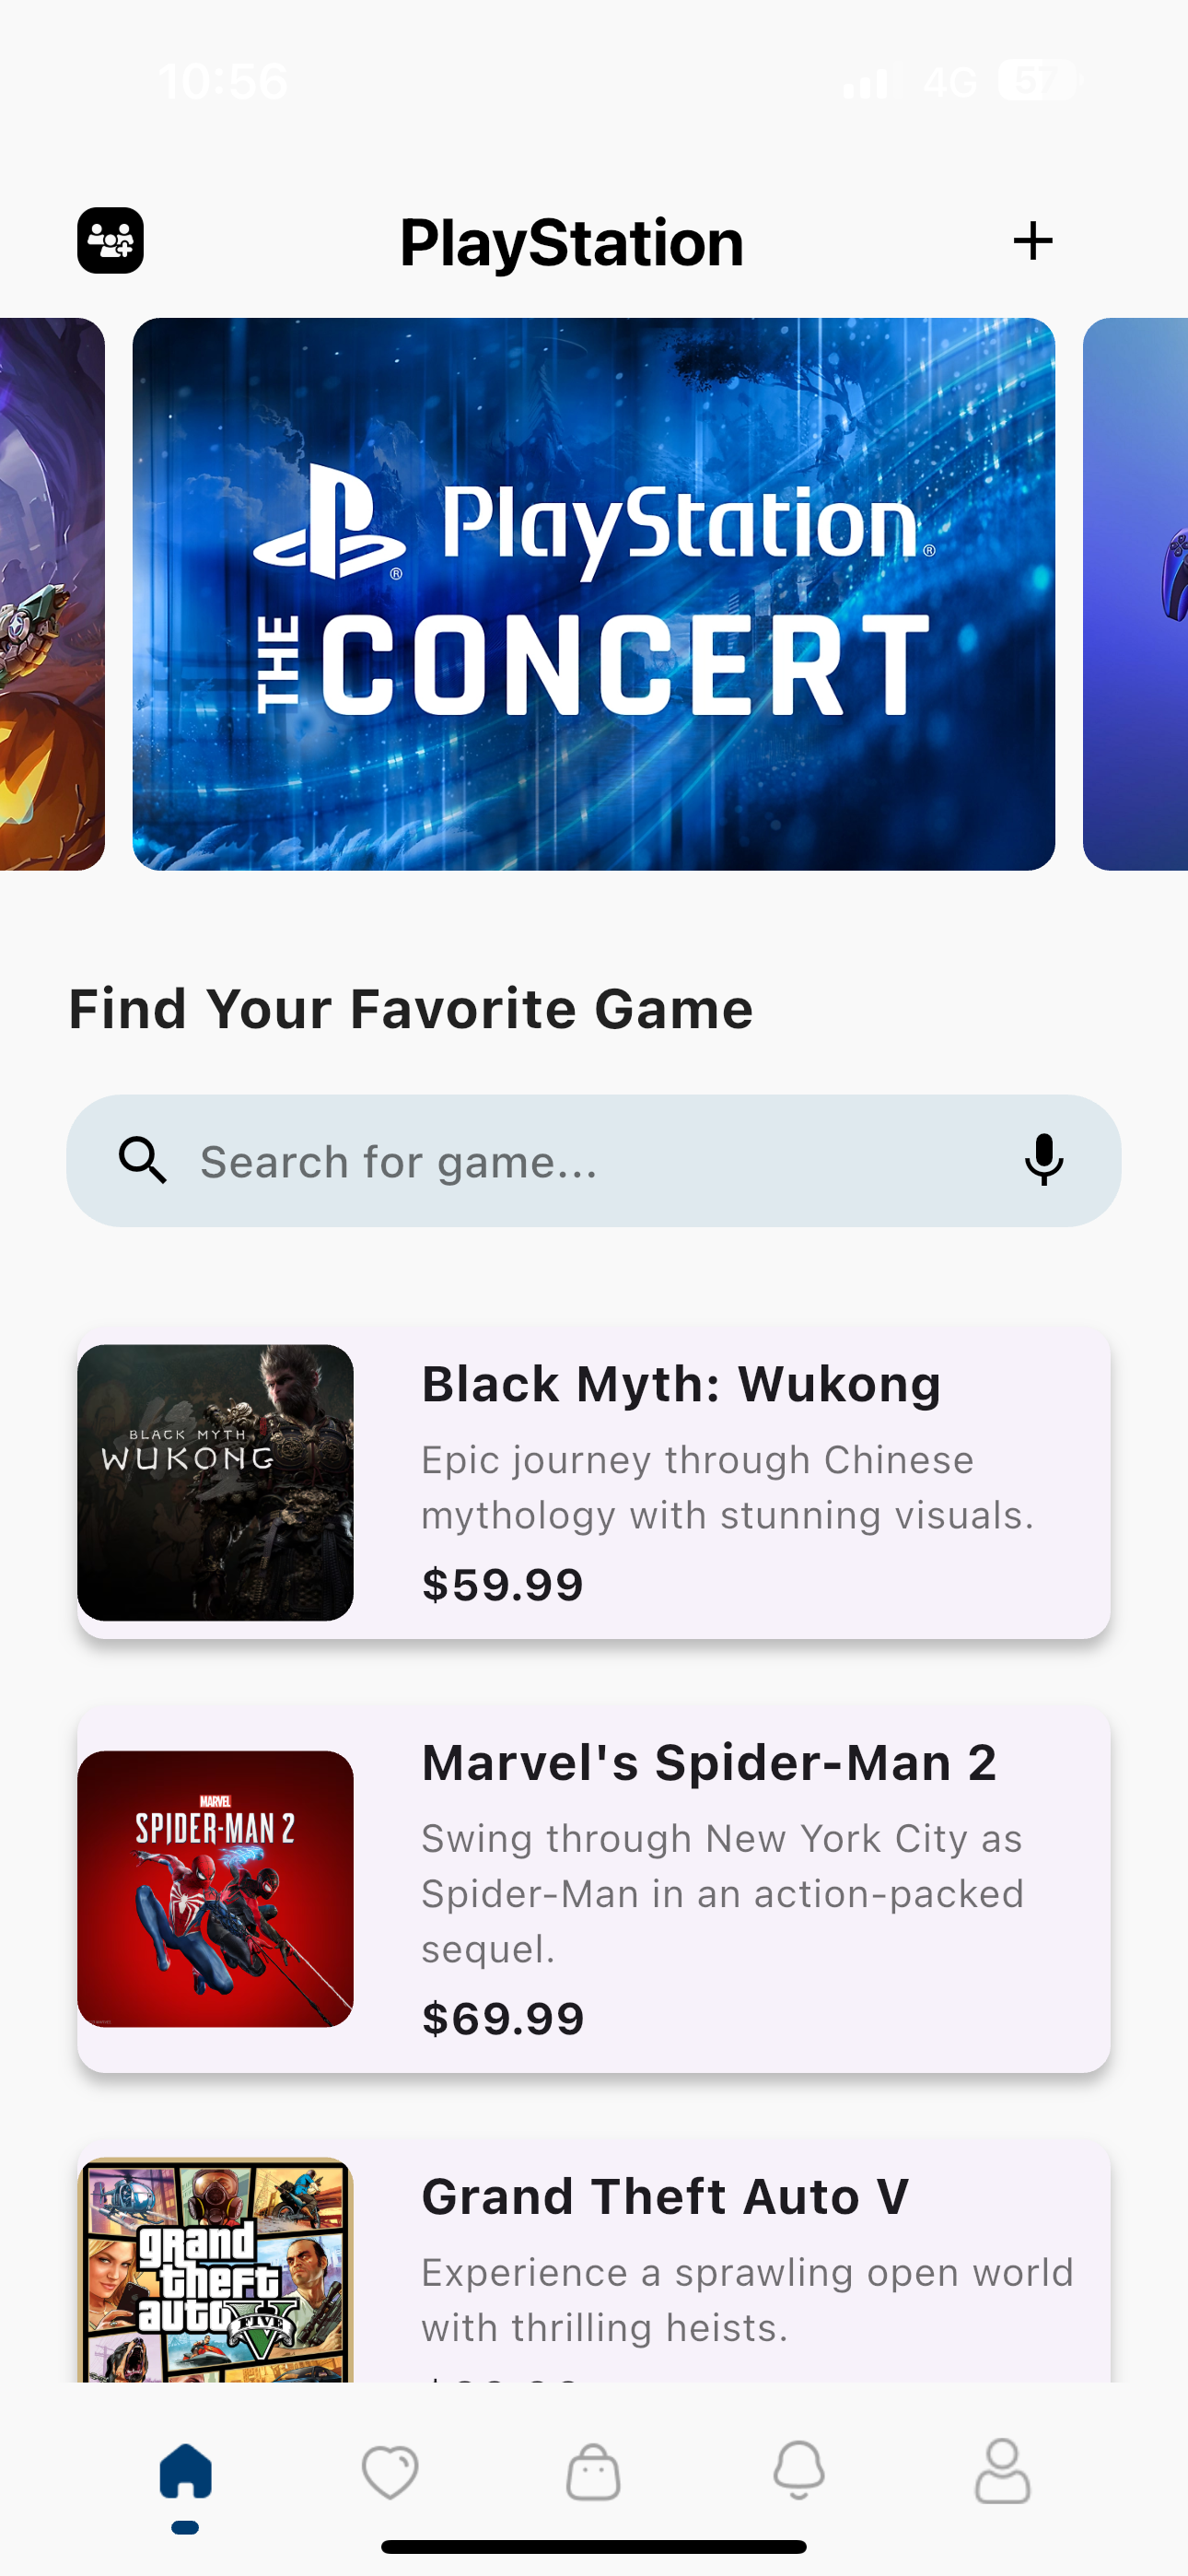 10:56
4G 57
PlayStation
PlayStation®
®
THE CONCERT
Find Your Favorite Game
Search for game...
BLACK MYTH
WUKONG
Black Myth: Wukong
Epic journey through Chinese
mythology with stunning visuals.
$59.99
MARVEL
SPIDER-MAN 2
Marvel's Spider-Man 2
Swing through New York City as
Spider-Man in an action-packed
sequel.
$69.99
grand
theft
auto V
FIVE
Grand Theft Auto V
Experience a sprawling open world
with thrilling heists.